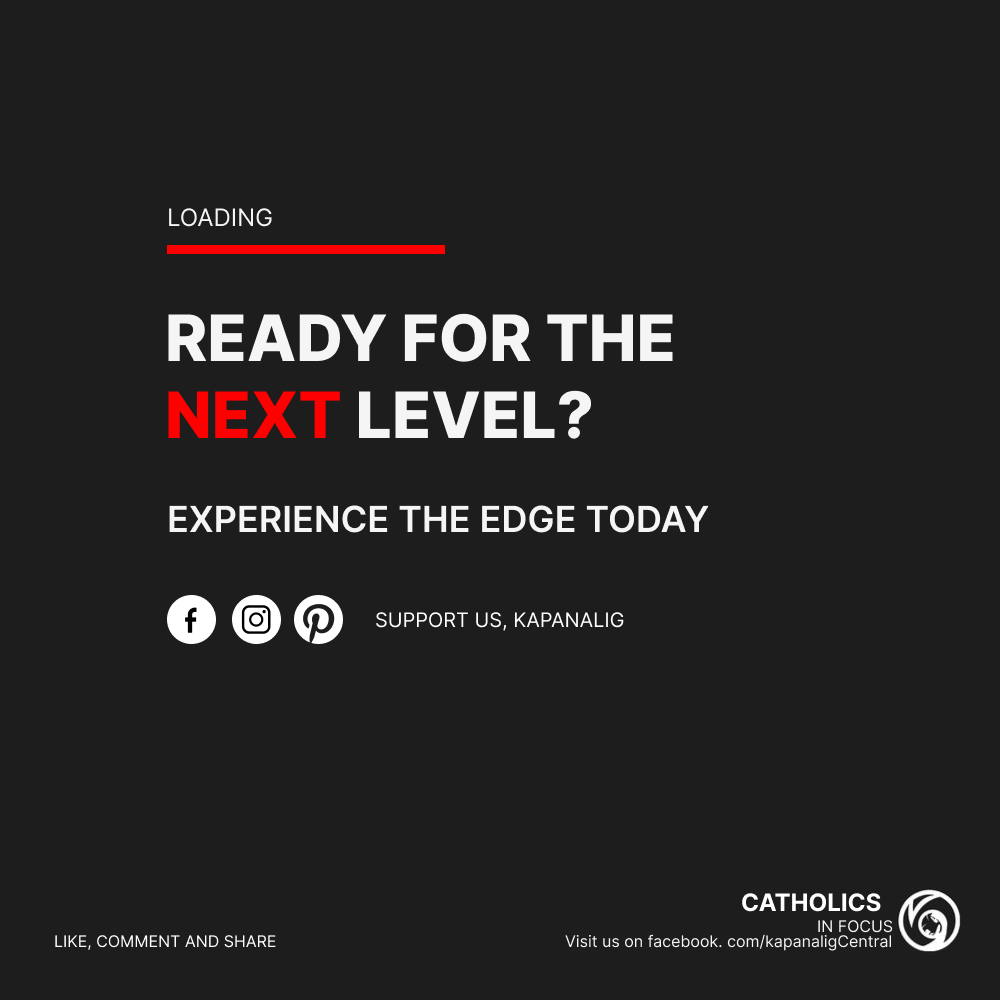 LOADING
READY FOR THE
NEXT LEVEL?
EXPERIENCE THE EDGE TODAY
SUPPORT US, KAPANALIG
CATHOLICS
IN FOCUS
LIKE, COMMENT AND SHARE
Visit us on facebook. com/kapanaligCentral